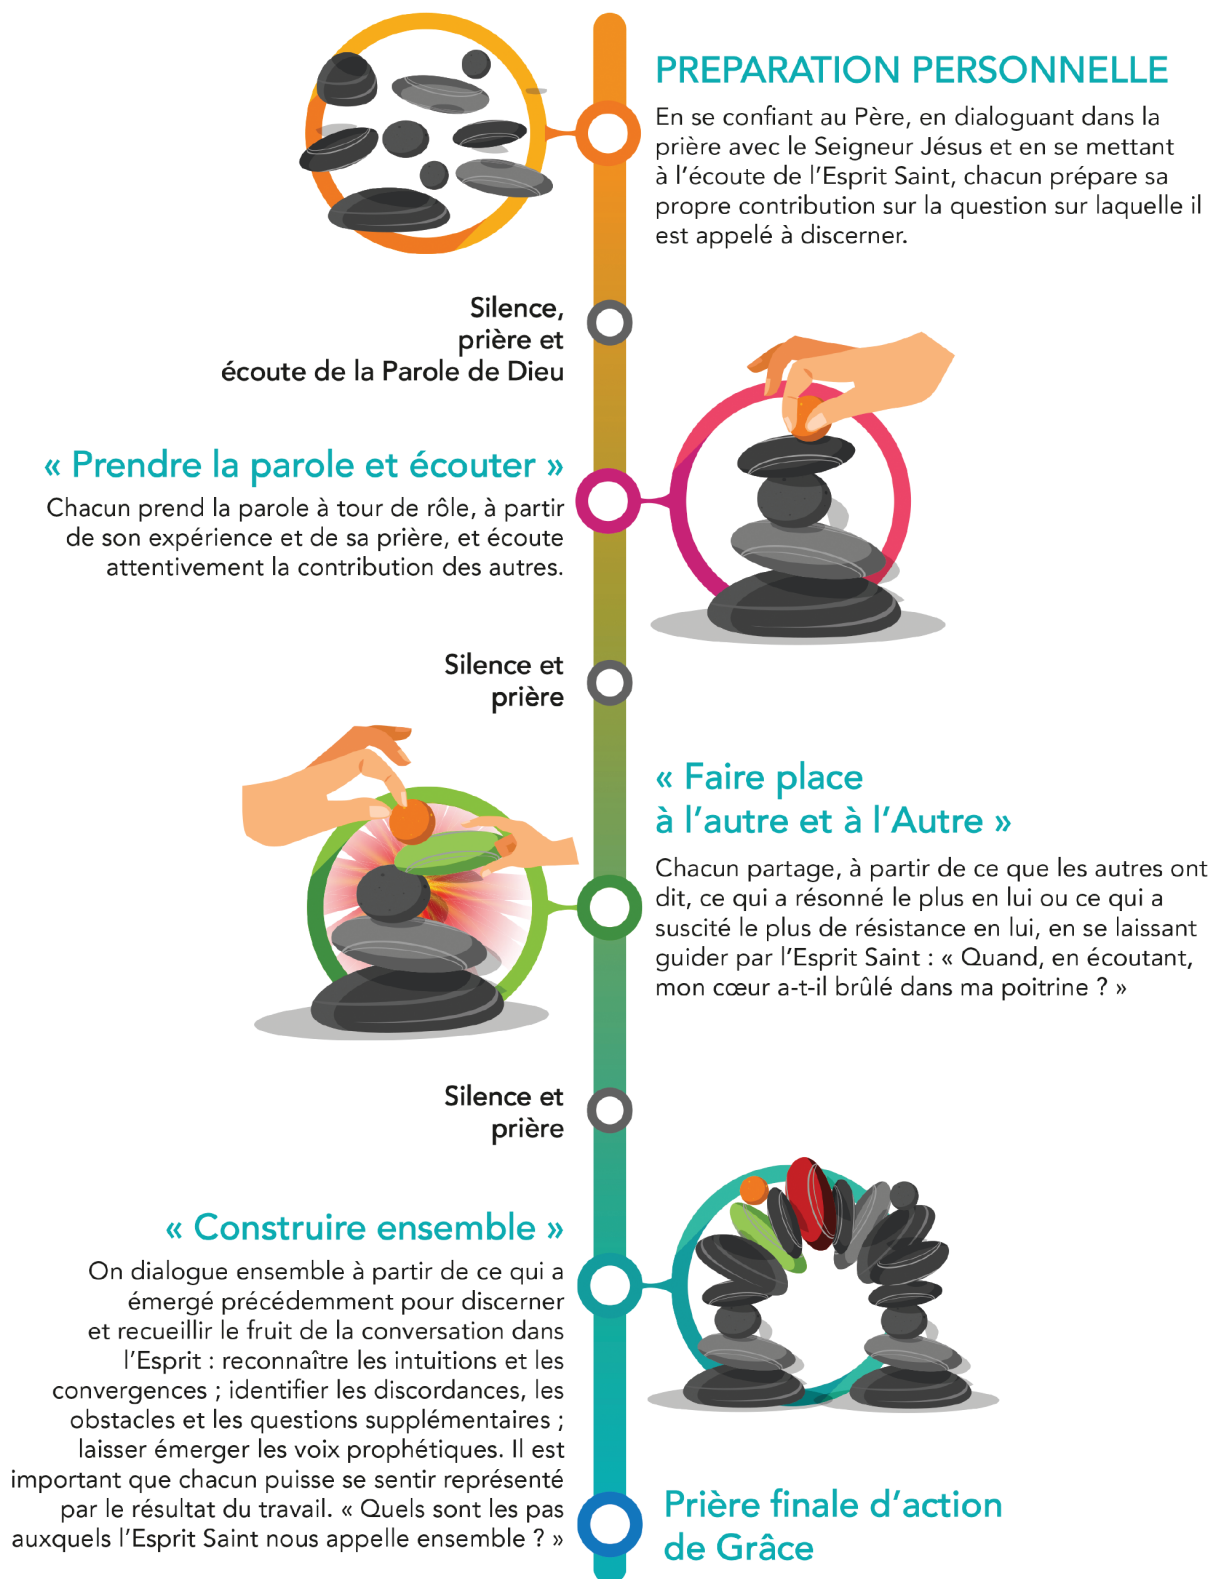 PREPARATION PERSONNELLE
En se confiant au Père, en dialoguant dans la
prière avec le Seigneur Jésus et en se mettant
à l’écoute de l’Esprit Saint, chacun prépare sa
propre contribution sur la question sur laquelle il
est appelé à discerner.
Silence,
prière et
écoute de la Parole de Dieu
« Prendre la parole et écouter »
Chacun prend la parole à tour de rôle, à partir
de son expérience et de sa prière, et écoute
attentivement la contribution des autres.
Silence et
prière
« Faire place
à l’autre et à l’Autre »
Chacun partage, à partir de ce que les autres ont
dit, ce qui a résonné le plus en lui ou ce qui a
suscité le plus de résistance en lui, en se laissant
guider par l’Esprit Saint : « Quand, en écoutant,
mon cœur a-t-il brûlé dans ma poitrine ? »
Silence et
prière
« Construire ensemble »
On dialogue ensemble à partir de ce qui a
émergé précédemment pour discerner
et recueillir le fruit de la conversation dans
l’Esprit : reconnaître les intuitions et les
convergences ; identifier les discordances, les
obstacles et les questions supplémentaires ;
laisser émerger les voix prophétiques. Il est
important que chacun puisse se sentir représenté
par le résultat du travail. « Quels sont les pas
auxquels l’Esprit Saint nous appelle ensemble ? »
Prière finale d’action
de Grâce